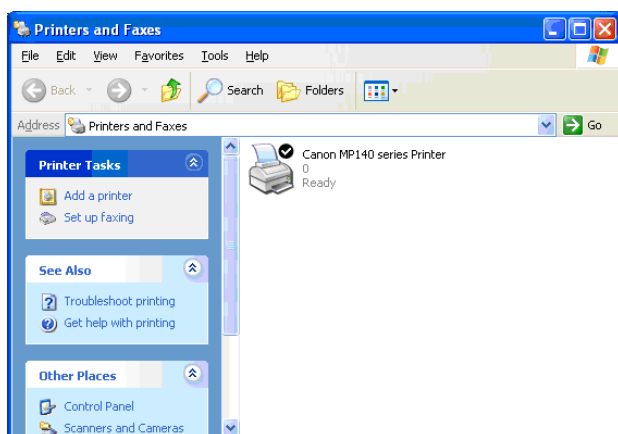 Printers and Faxes
File Edit View Favorites Tools Help
Back Search Folders
Address Printers and Faxes Go
Printer Tasks
Add a printer
Set up faxing
See Also
Troubleshoot printing
Get help with printing
Other Places
Control Panel
Scanners and Cameras
Canon MP140 series Printer
0
Ready